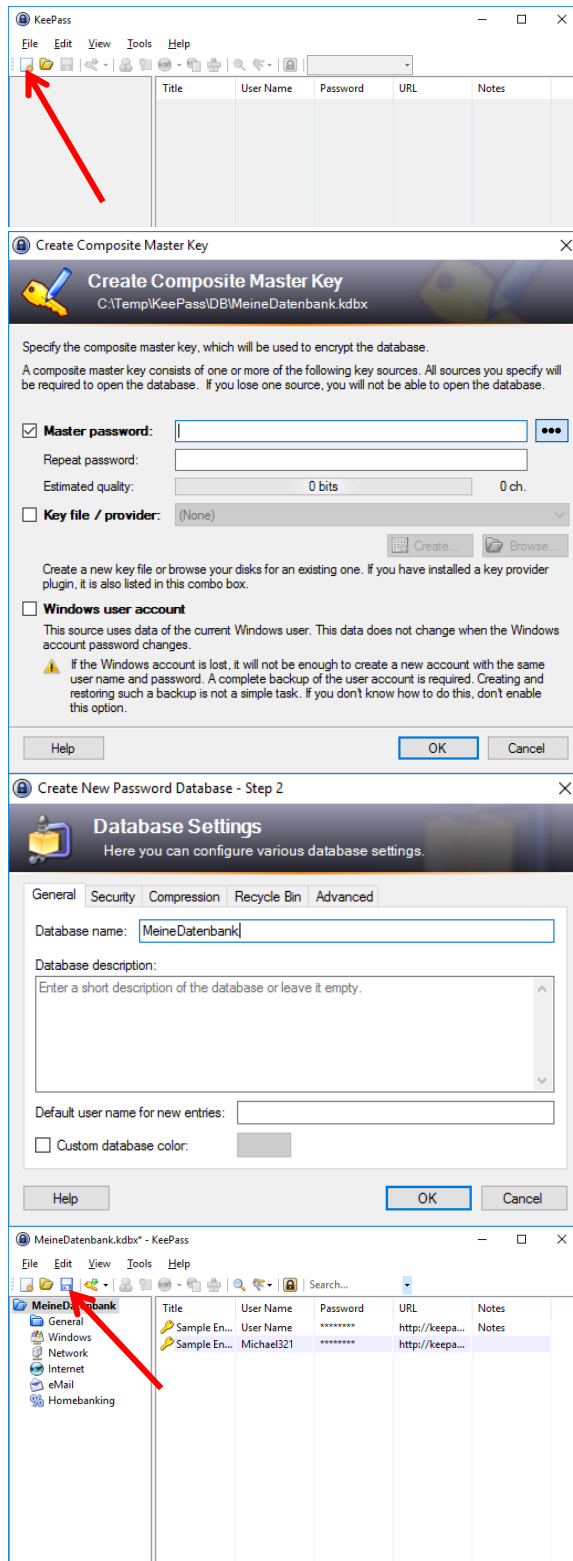 KeePass
File Edit View Tools Help
Title User Name Password URL Notes
Create Composite Master Key
Create Composite Master Key
C:\Temp\KeePass\DB\MeineDatenbank.kdbx
Specify the composite master key, which will be used to encrypt the database.
A composite master key consists of one or more of the following key sources. All sources you specify will
be required to open the database. If you lose one source, you will not be able to open the database.
Master password:
Repeat password:
Estimated quality: 0 bits 0 ch.
Key file / provider: (None)
Create... Browse...
Create a new key file or browse your disks for an existing one. If you have installed a key provider
plugin, it is also listed in this combo box.
Windows user account
This source uses data of the current Windows user. This data does not change when the Windows
account password changes.
If the Windows account is lost, it will not be enough to create a new account with the same
user name and password. A complete backup of the user account is required. Creating and
restoring such a backup is not a simple task. If you don't know how to do this, don't enable
this option.
Help OK Cancel
Create New Password Database - Step 2
Database Settings
Here you can configure various database settings.
General Security Compression Recycle Bin Advanced
Database name: MeineDatenbank
Database description:
Enter a short description of the database or leave it empty.
Default user name for new entries:
Custom database color:
Help OK Cancel
MeineDatenbank.kdbx* - KeePass
File Edit View Tools Help
Search...
MeineDatenbank Title User Name Password URL Notes
General Sample En... User Name ******** http://keepa... Notes
Windows Sample En... Michael321 ******** http://keepa...
Network
Internet
eMail
Homebanking